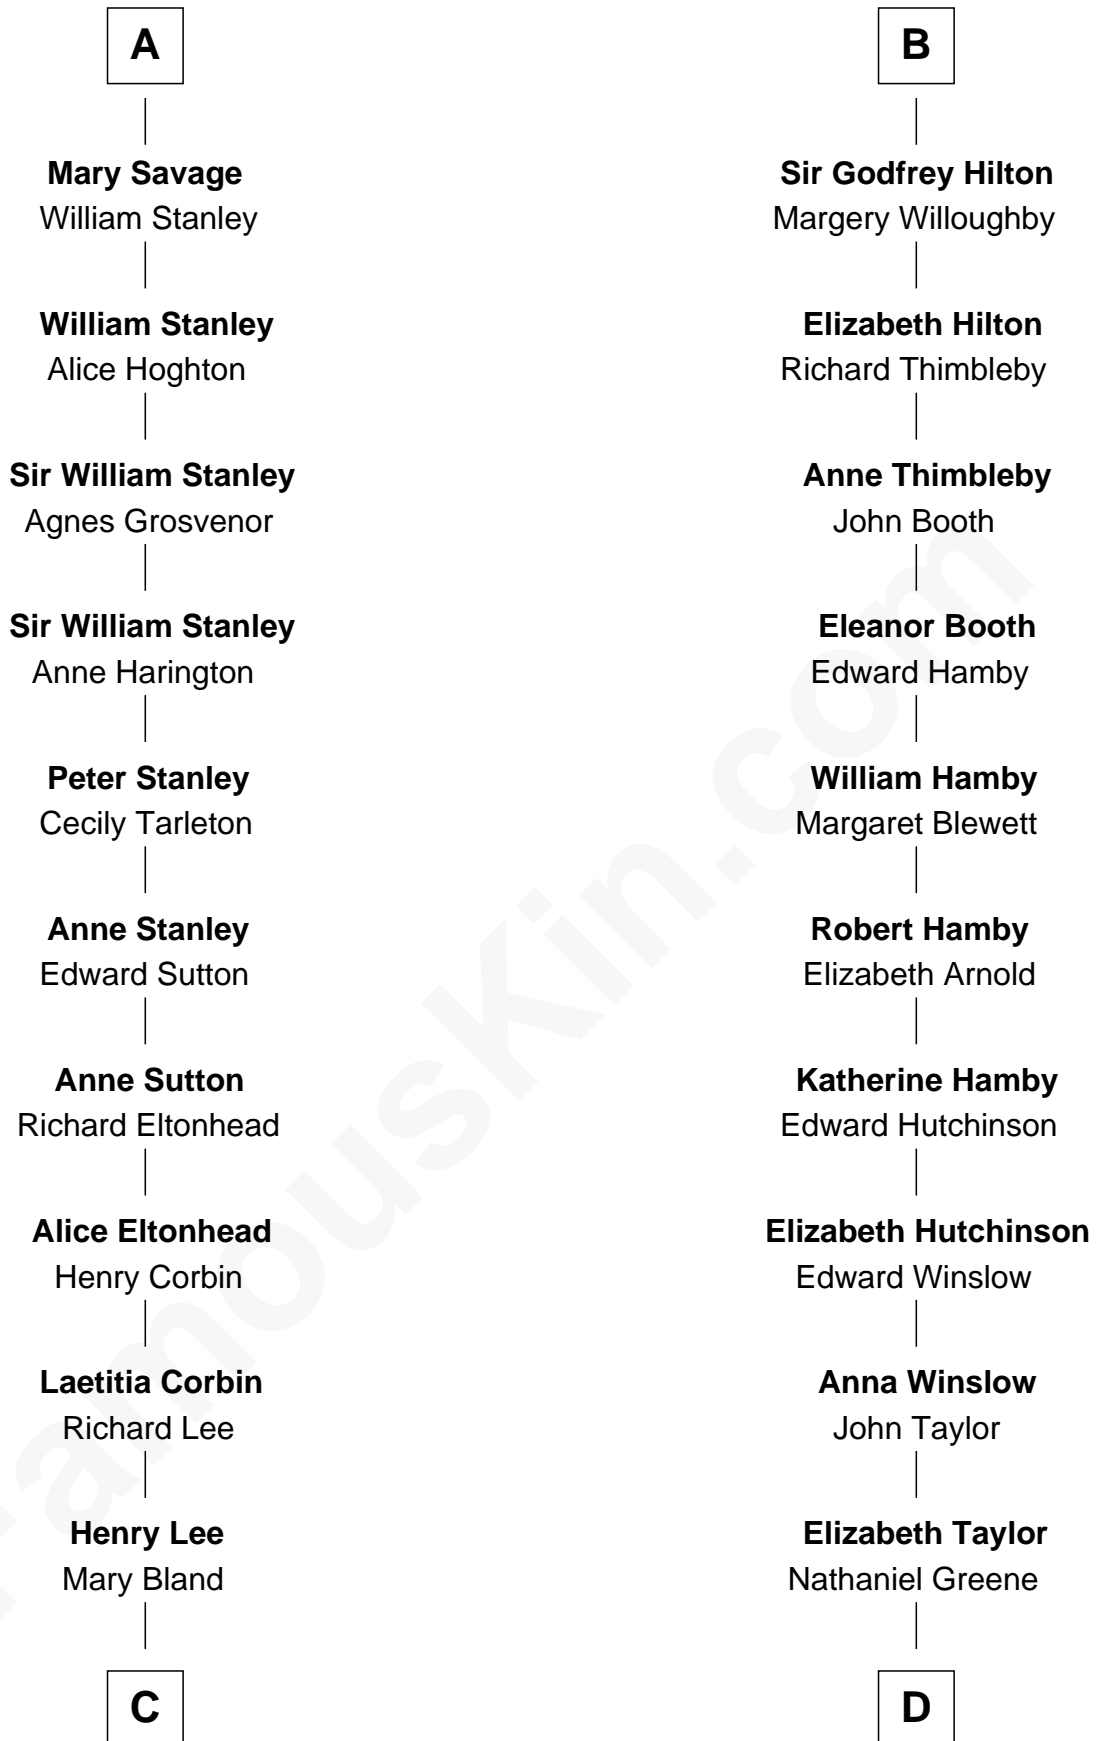 A
Mary Savage
William Stanley
William Stanley
Alice Hoghton
Sir William Stanley
Agnes Grosvenor
Sir William Stanley
Anne Harington
Peter Stanley
Cecily Tarleton
Anne Stanley
Edward Sutton
Anne Sutton
Richard Eltonhead
Alice Eltonhead
Henry Corbin
Laetitia Corbin
Richard Lee
Henry Lee
Mary Bland
C
B
Sir Godfrey Hilton
Margery Willoughby
Elizabeth Hilton
Richard Thimbleby
Anne Thimbleby
John Booth
Eleanor Booth
Edward Hamby
William Hamby
Margaret Blewett
Robert Hamby
Elizabeth Arnold
Katherine Hamby
Edward Hutchinson
Elizabeth Hutchinson
Edward Winslow
Anna Winslow
John Taylor
Elizabeth Taylor
Nathaniel Greene
D
FamousKin.com